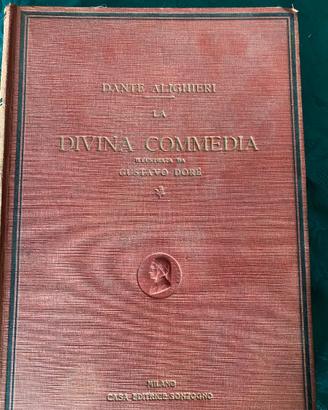 DANTE ALIGHIERI
LA
DIVINA COMMEDIA
ILLUSTRATA DA
GUSTAVO DORÉ
MILANO
CASA EDITRICE SONZOGNO